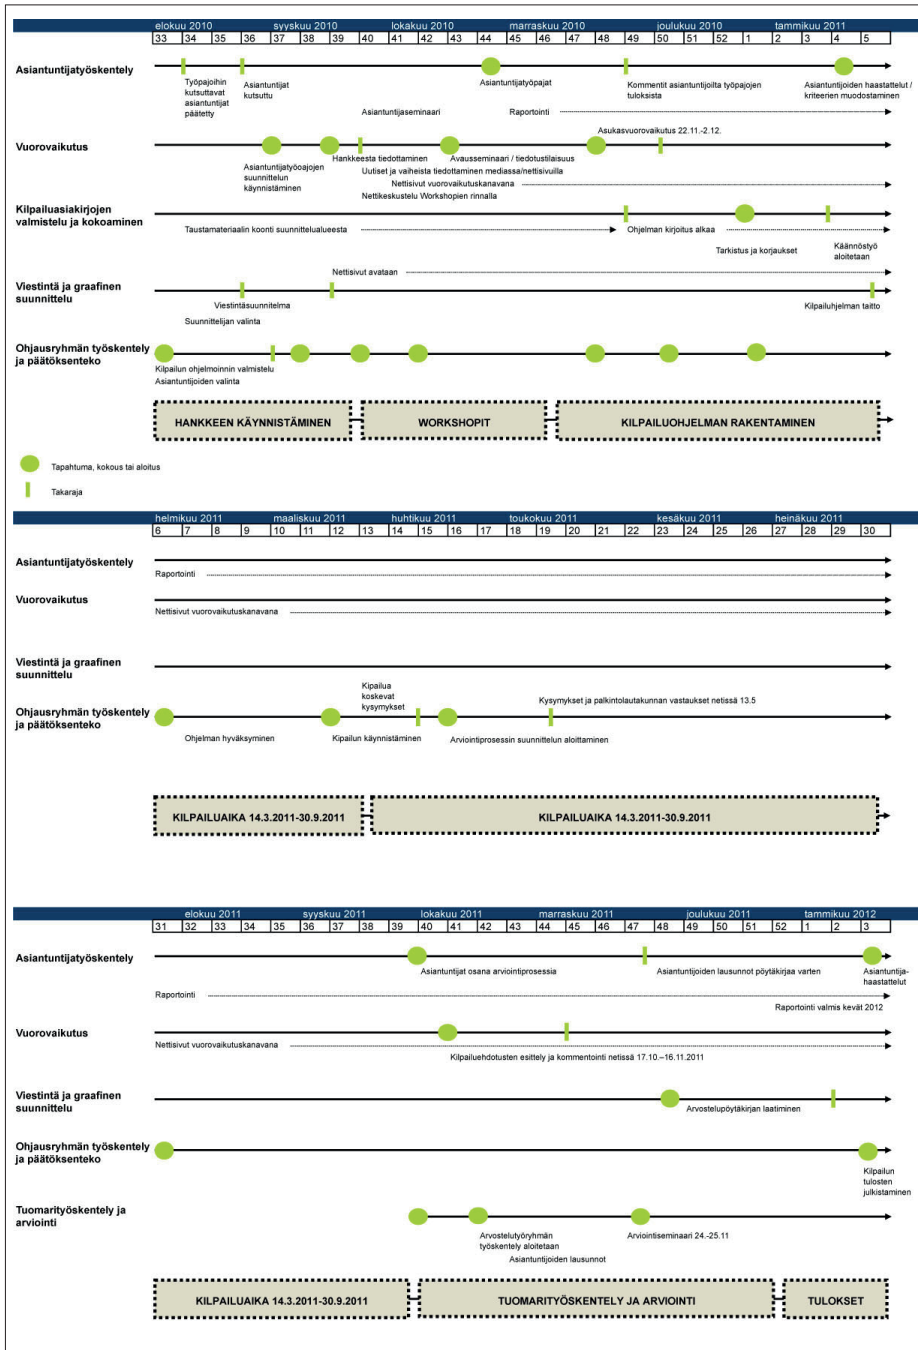 elokuu 2010 syyskuu 2010 lokakuu 2010 marraskuu 2010 joulukuu 2010 tammikuu 2011
33 34 35 36 37 38 39 40 41 42 43 44 45 46 47 48 49 50 51 52 1 2 3 4 5
Asiantuntijatyöskentely
Työpajoihin
kutsuttavat
asiantuntijat
päätetty
Asiantuntijat
kutsuttu
Asiantuntijatyöpajat
Kommentit asiantuntijoilta työpajojen
tuloksista
Asiantuntijoiden haastattelut /
kriteerien muodostaminen
Asiantuntijaseminaari
Raportointi
Asukasvuorovaikutus 22.11.-2.12.
Vuorovaikutus
Asiantuntijatyöoajojen
suunnittelun
käynnistäminen
Hankkeesta tiedottaminen
Avausseminaari / tiedotustilaisuus
Uutiset ja vaiheista tiedottaminen mediassa/nettisivuilla
Nettisivut vuorovaikutuskanavana
Nettikeskustelu Workshopien rinnalla
Kilpailuasiakirjojen
valmistelu ja kokoaminen
Taustamateriaalin koonti suunnittelualueesta
Ohjelman kirjoitus alkaa
Tarkistus ja korjaukset
Käännöstyö
aloitetaan
Nettisivut avataan
Viestintä ja graafinen
suunnittelu
Viestintäsuunnitelma
Suunnittelijan valinta
Kilpailuhjelman taitto
Ohjausryhmän työskentely
ja päätöksenteko
Kilpailun ohjelmoinnin valmistelu
Asiantuntijoiden valinta
HANKKEEN KÄYNNISTÄMINEN
WORKSHOPIT
KILPAILUOHJELMAN RAKENTAMINEN
Tapahtuma, kokous tai aloitus
Takaraja
helmikuu 2011 maaliskuu 2011 huhtikuu 2011 toukokuu 2011 kesäkuu 2011 heinäkuu 2011
6 7 8 9 10 11 12 13 14 15 16 17 18 19 20 21 22 23 24 25 26 27 28 29 30
Asiantuntijatyöskentely
Raportointi
Vuorovaikutus
Nettisivut vuorovaikutuskanavana
Viestintä ja graafinen
suunnittelu
Ohjausryhmän työskentely
ja päätöksenteko
Ohjelman hyväksyminen
Kipailun käynnistäminen
Kipailua
koskevat
kysymykset
Arviointiprosessin suunnittelun aloittaminen
Kysymykset ja palkintolautakunnan vastaukset netissä 13.5
KILPAILUAIKA 14.3.2011-30.9.2011
KILPAILUAIKA 14.3.2011-30.9.2011
elokuu 2011 syyskuu 2011 lokakuu 2011 marraskuu 2011 joulukuu 2011 tammikuu 2012
31 32 33 34 35 36 37 38 39 40 41 42 43 44 45 46 47 48 49 50 51 52 1 2 3
Asiantuntijatyöskentely
Asiantuntijat osana arviointiprosessia
Asiantuntijoiden lausunnot pöytäkirjaa varten
Asiantuntija-
haastattelut
Raportointi
Raportointi valmis kevät 2012
Vuorovaikutus
Nettisivut vuorovaikutuskanavana
Kilpailuehdotusten esittely ja kommentointi netissä 17.10.–16.11.2011
Viestintä ja graafinen
suunnittelu
Arvostelupöytäkirjan laatiminen
Ohjausryhmän työskentely
ja päätöksenteko
Kilpailun
tulosten
julkistaminen
Tuomarityöskentely ja
arviointi
Arvostelutyöryhmän
työskentely aloitetaan
Arviointiseminaari 24.-25.11
Asiantuntijoiden lausunnot
KILPAILUAIKA 14.3.2011-30.9.2011
TUOMARITYÖSKENTELY JA ARVIOINTI
TULOKSET